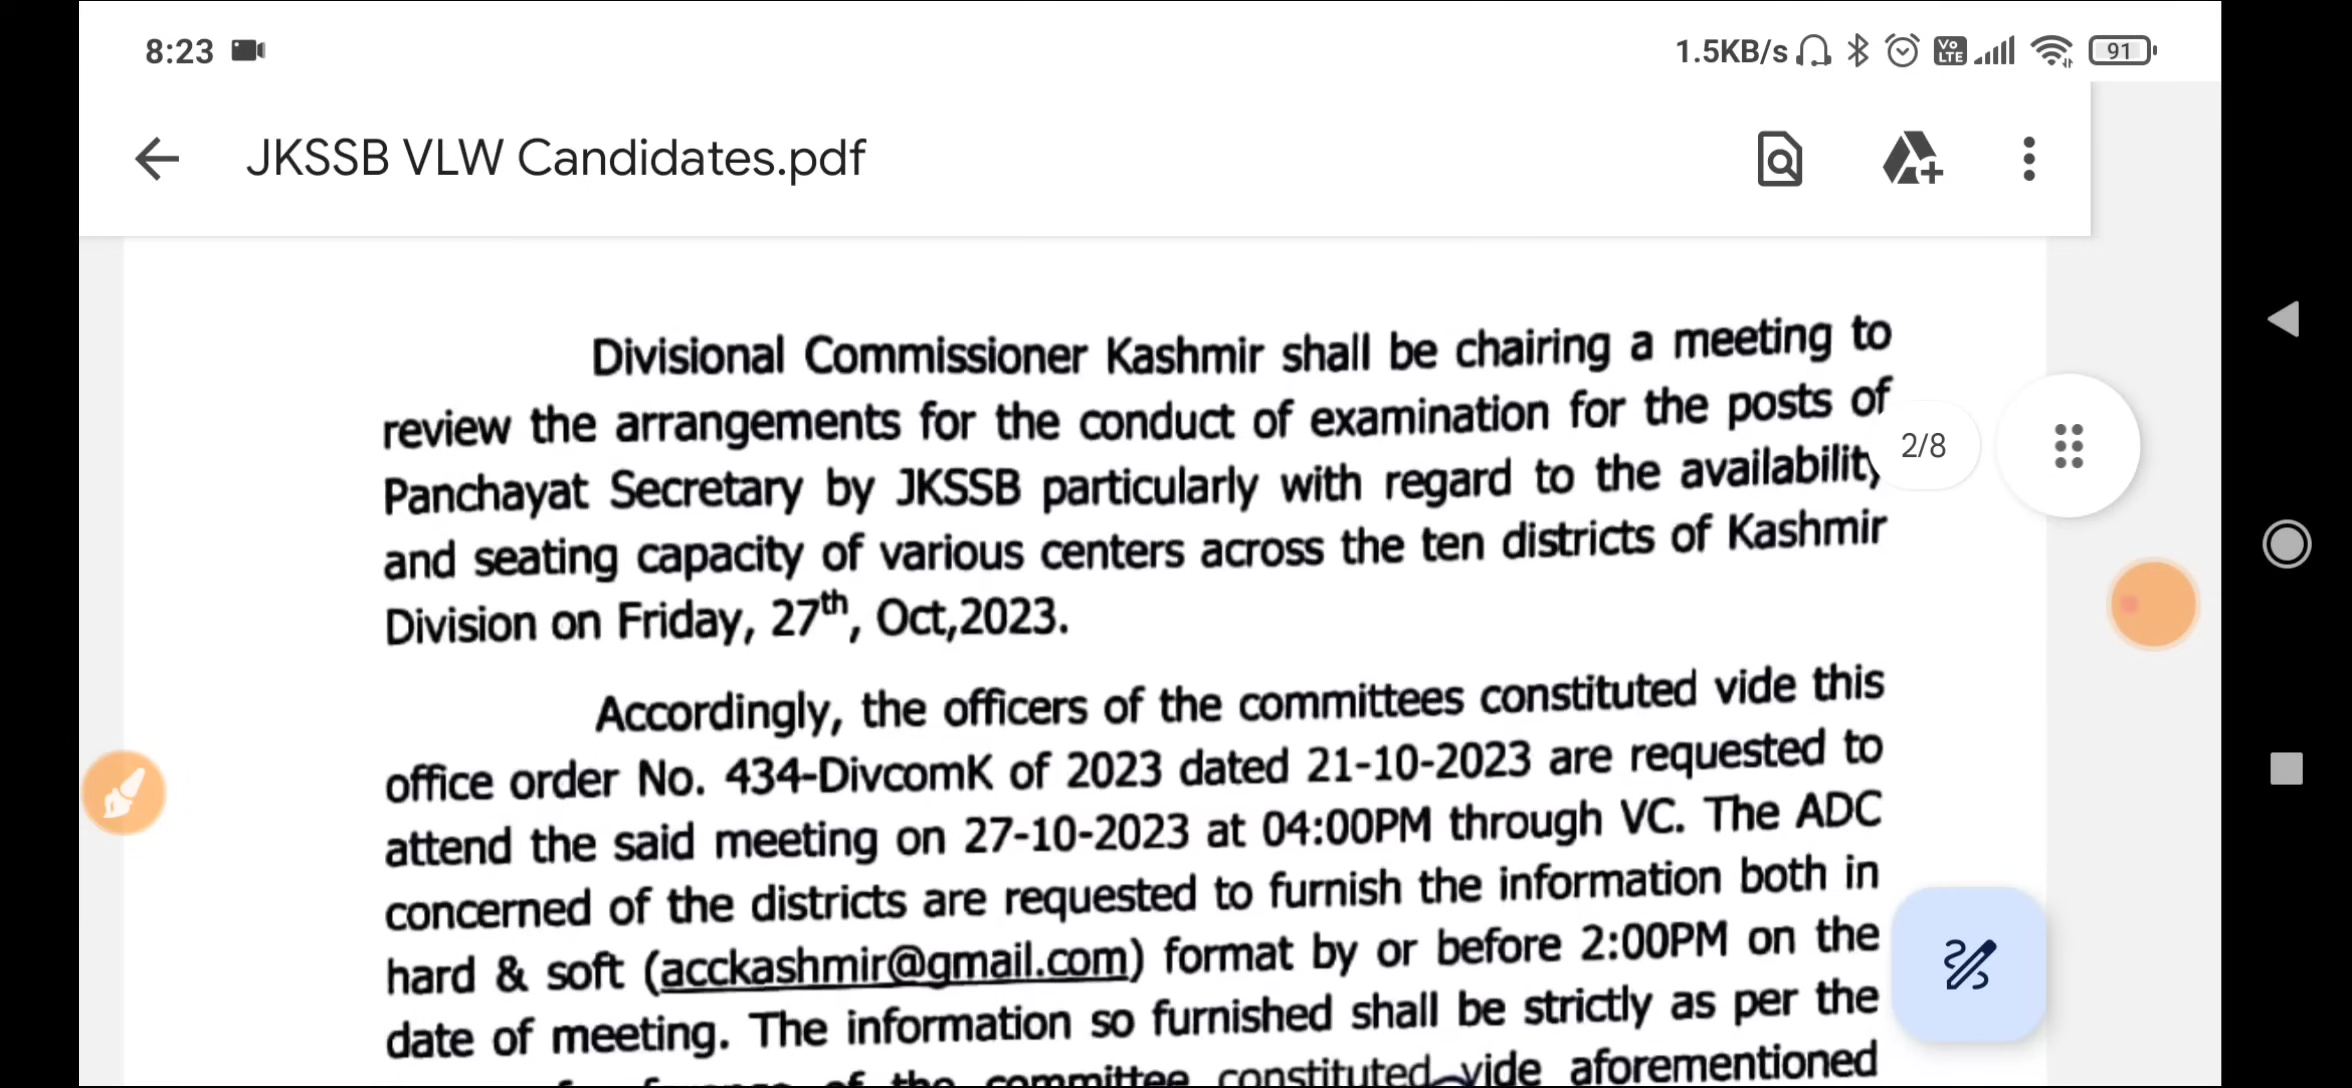 8:23
1.5KB/s
Vo LTE
91
JKSSB VLW Candidates.pdf
Divisional Commissioner Kashmir shall be chairing a meeting to
review the arrangements for the conduct of examination for the posts of
Panchayat Secretary by JKSSB particularly with regard to the availability
2/8
and seating capacity of various centers across the ten districts of Kashmir
Division on Friday, 27th, Oct,2023.
Accordingly, the officers of the committees constituted vide this
office order No. 434-DivcomK of 2023 dated 21-10-2023 are requested to
attend the said meeting on 27-10-2023 at 04:00PM through VC. The ADC
concerned of the districts are requested to furnish the information both in
hard & soft (acckashmir@gmail.com) format by or before 2:00PM on the
date of meeting. The information so furnished shall be strictly as per the
of the committee constituted vide aforementioned